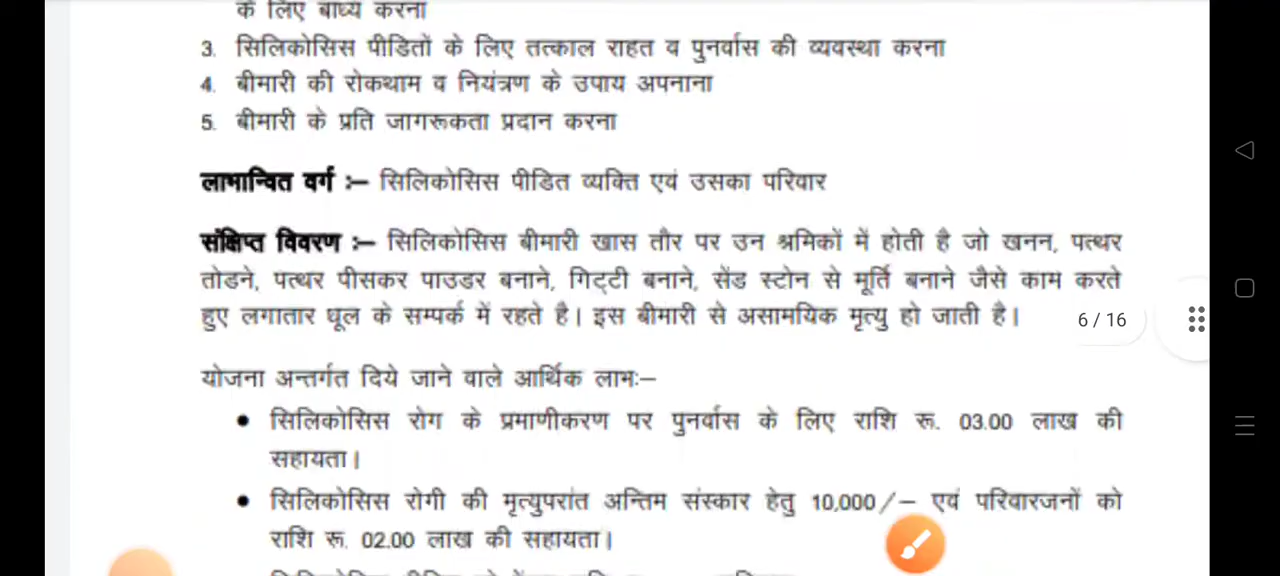 के लिए बाध्य करना
3. सिलिकोसिस पीडितों के लिए तत्काल राहत व पुनर्वास की व्यवस्था करना
4. बीमारी की रोकथाम व नियंत्रण के उपाय अपनाना
5. बीमारी के प्रति जागरूकता प्रदान करना
लाभान्वित वर्ग :– सिलिकोसिस पीडित व्यक्ति एवं उसका परिवार
संक्षिप्त विवरण :– सिलिकोसिस बीमारी खास तौर पर उन श्रमिकों में होती है जो खनन, पत्थर
तोडने, पत्थर पीसकर पाउडर बनाने, गिट्टी बनाने, सेंड स्टोन से मूर्ति बनाने जैसे काम करते
हुए लगातार धूल के सम्पर्क में रहते है। इस बीमारी से असामयिक मृत्यु हो जाती है।
6 / 16
योजना अन्तर्गत दिये जाने वाले आर्थिक लाभः–
• सिलिकोसिस रोग के प्रमाणीकरण पर पुनर्वास के लिए राशि रू. 03.00 लाख की
सहायता।
• सिलिकोसिस रोगी की मृत्युपरांत अन्तिम संस्कार हेतु 10,000/– एवं परिवारजनों को
राशि रू. 02.00 लाख की सहायता।